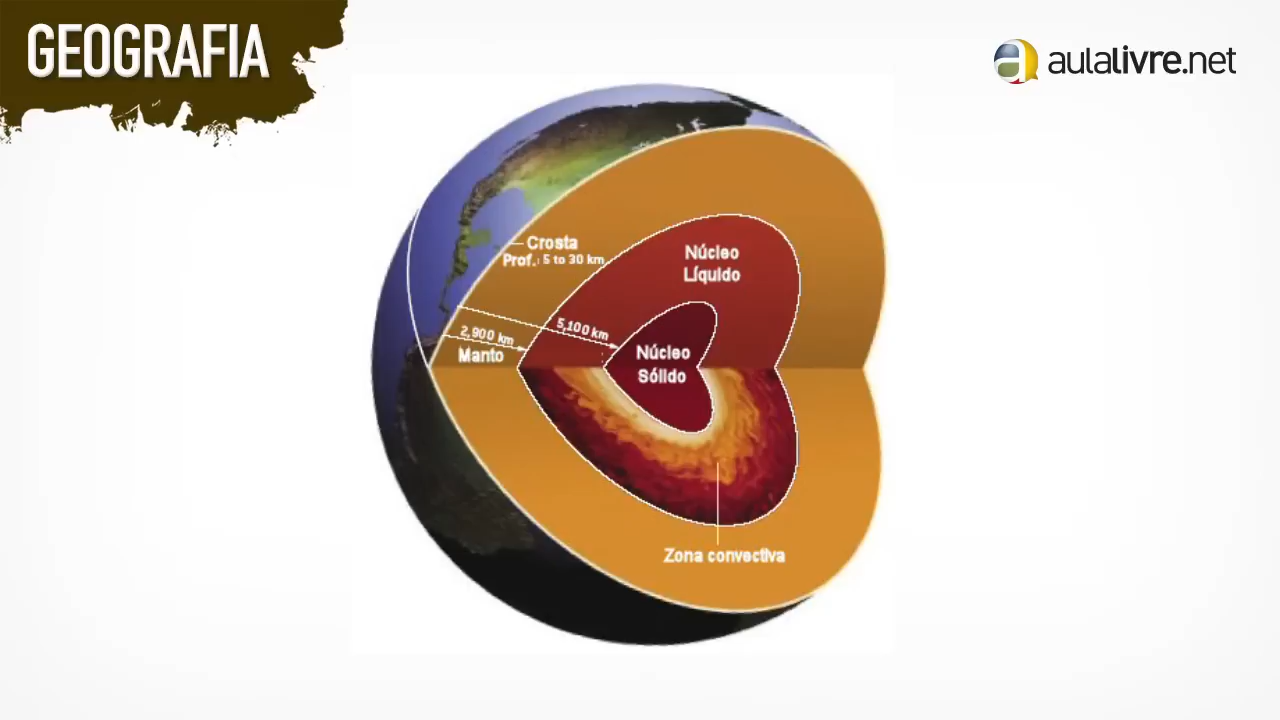 GEOGRAFIA
aulalivre.net
Crosta
Prof.: 5 to 30 km
Núcleo
Líquido
5,100 km
2,900 km
Manto
Núcleo
Sólido
Zona convectiva